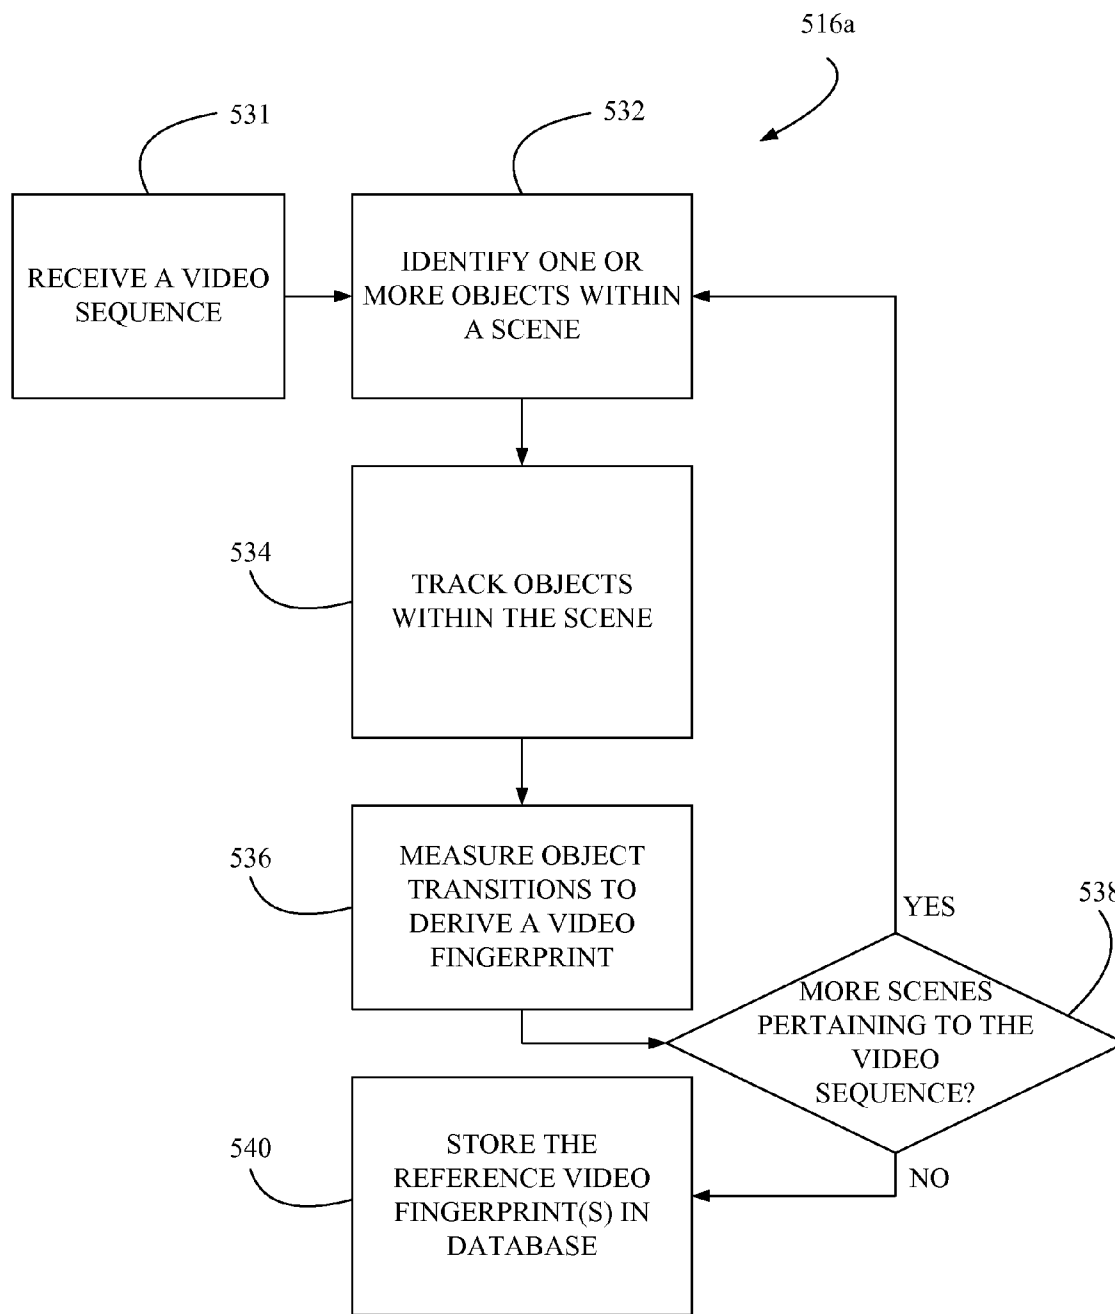 516a
531
532
RECEIVE A VIDEO
SEQUENCE
IDENTIFY ONE OR
MORE OBJECTS WITHIN
A SCENE
534
TRACK OBJECTS
WITHIN THE SCENE
536
MEASURE OBJECT
TRANSITIONS TO
DERIVE A VIDEO
FINGERPRINT
YES
538
MORE SCENES
PERTAINING TO THE
VIDEO
SEQUENCE?
NO
540
STORE THE
REFERENCE VIDEO
FINGERPRINT(S) IN
DATABASE